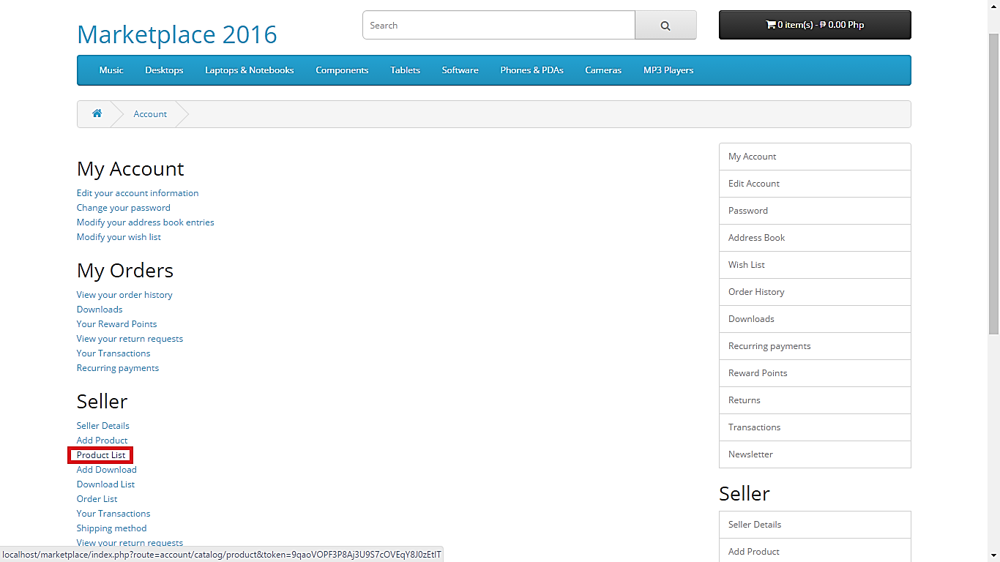 Marketplace 2016
Search
0 item(s) - ₱ 0.00 Php
Music Desktops Laptops & Notebooks Components Tablets Software Phones & PDAs Cameras MP3 Players
Account
My Account
Edit your account information
Change your password
Modify your address book entries
Modify your wish list
My Orders
View your order history
Downloads
Your Reward Points
View your return requests
Your Transactions
Recurring payments
Seller
Seller Details
Add Product
Product List
Add Download
Download List
Order List
Your Transactions
Shipping method
View your return requests
My Account
Edit Account
Password
Address Book
Wish List
Order History
Downloads
Recurring payments
Reward Points
Returns
Transactions
Newsletter
Seller
Seller Details
Add Product
localhost/marketplace/index.php?route=account/catalog/product&token=9qaoVOPF3P8Aj3U9S7cOVEqY8J0zEtIT